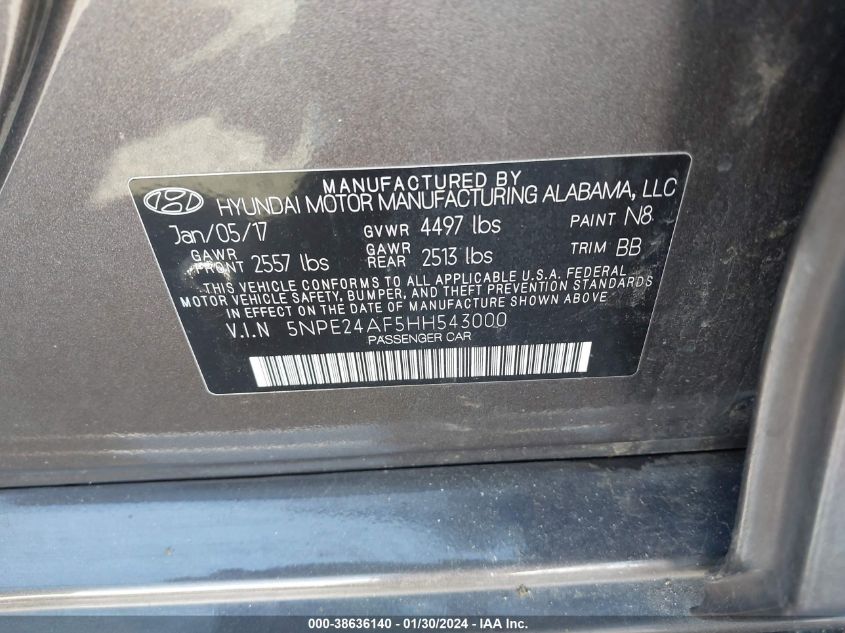 MANUFACTURED BY
HYUNDAI MOTOR MANUFACTURING ALABAMA, LLC
Jan/05/17 GVWR 4497 lbs PAINT N8
GAWR FRONT 2557 lbs GAWR REAR 2513 lbs TRIM BB
THIS VEHICLE CONFORMS TO ALL APPLICABLE U.S.A. FEDERAL
MOTOR VEHICLE SAFETY, BUMPER, AND THEFT PREVENTION STANDARDS
IN EFFECT ON THE DATE OF MANUFACTURE SHOWN ABOVE.
V.I.N 5NPE24AF5HH543000
PASSENGER CAR
000-38636140 - 01/30/2024 - IAA Inc.